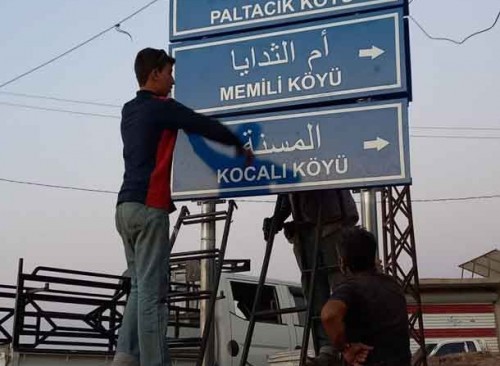 PALTACIK KÖYÜ
أم الثدايا
MEMİLİ KÖYÜ
المسنة
KOCALI KÖYÜ